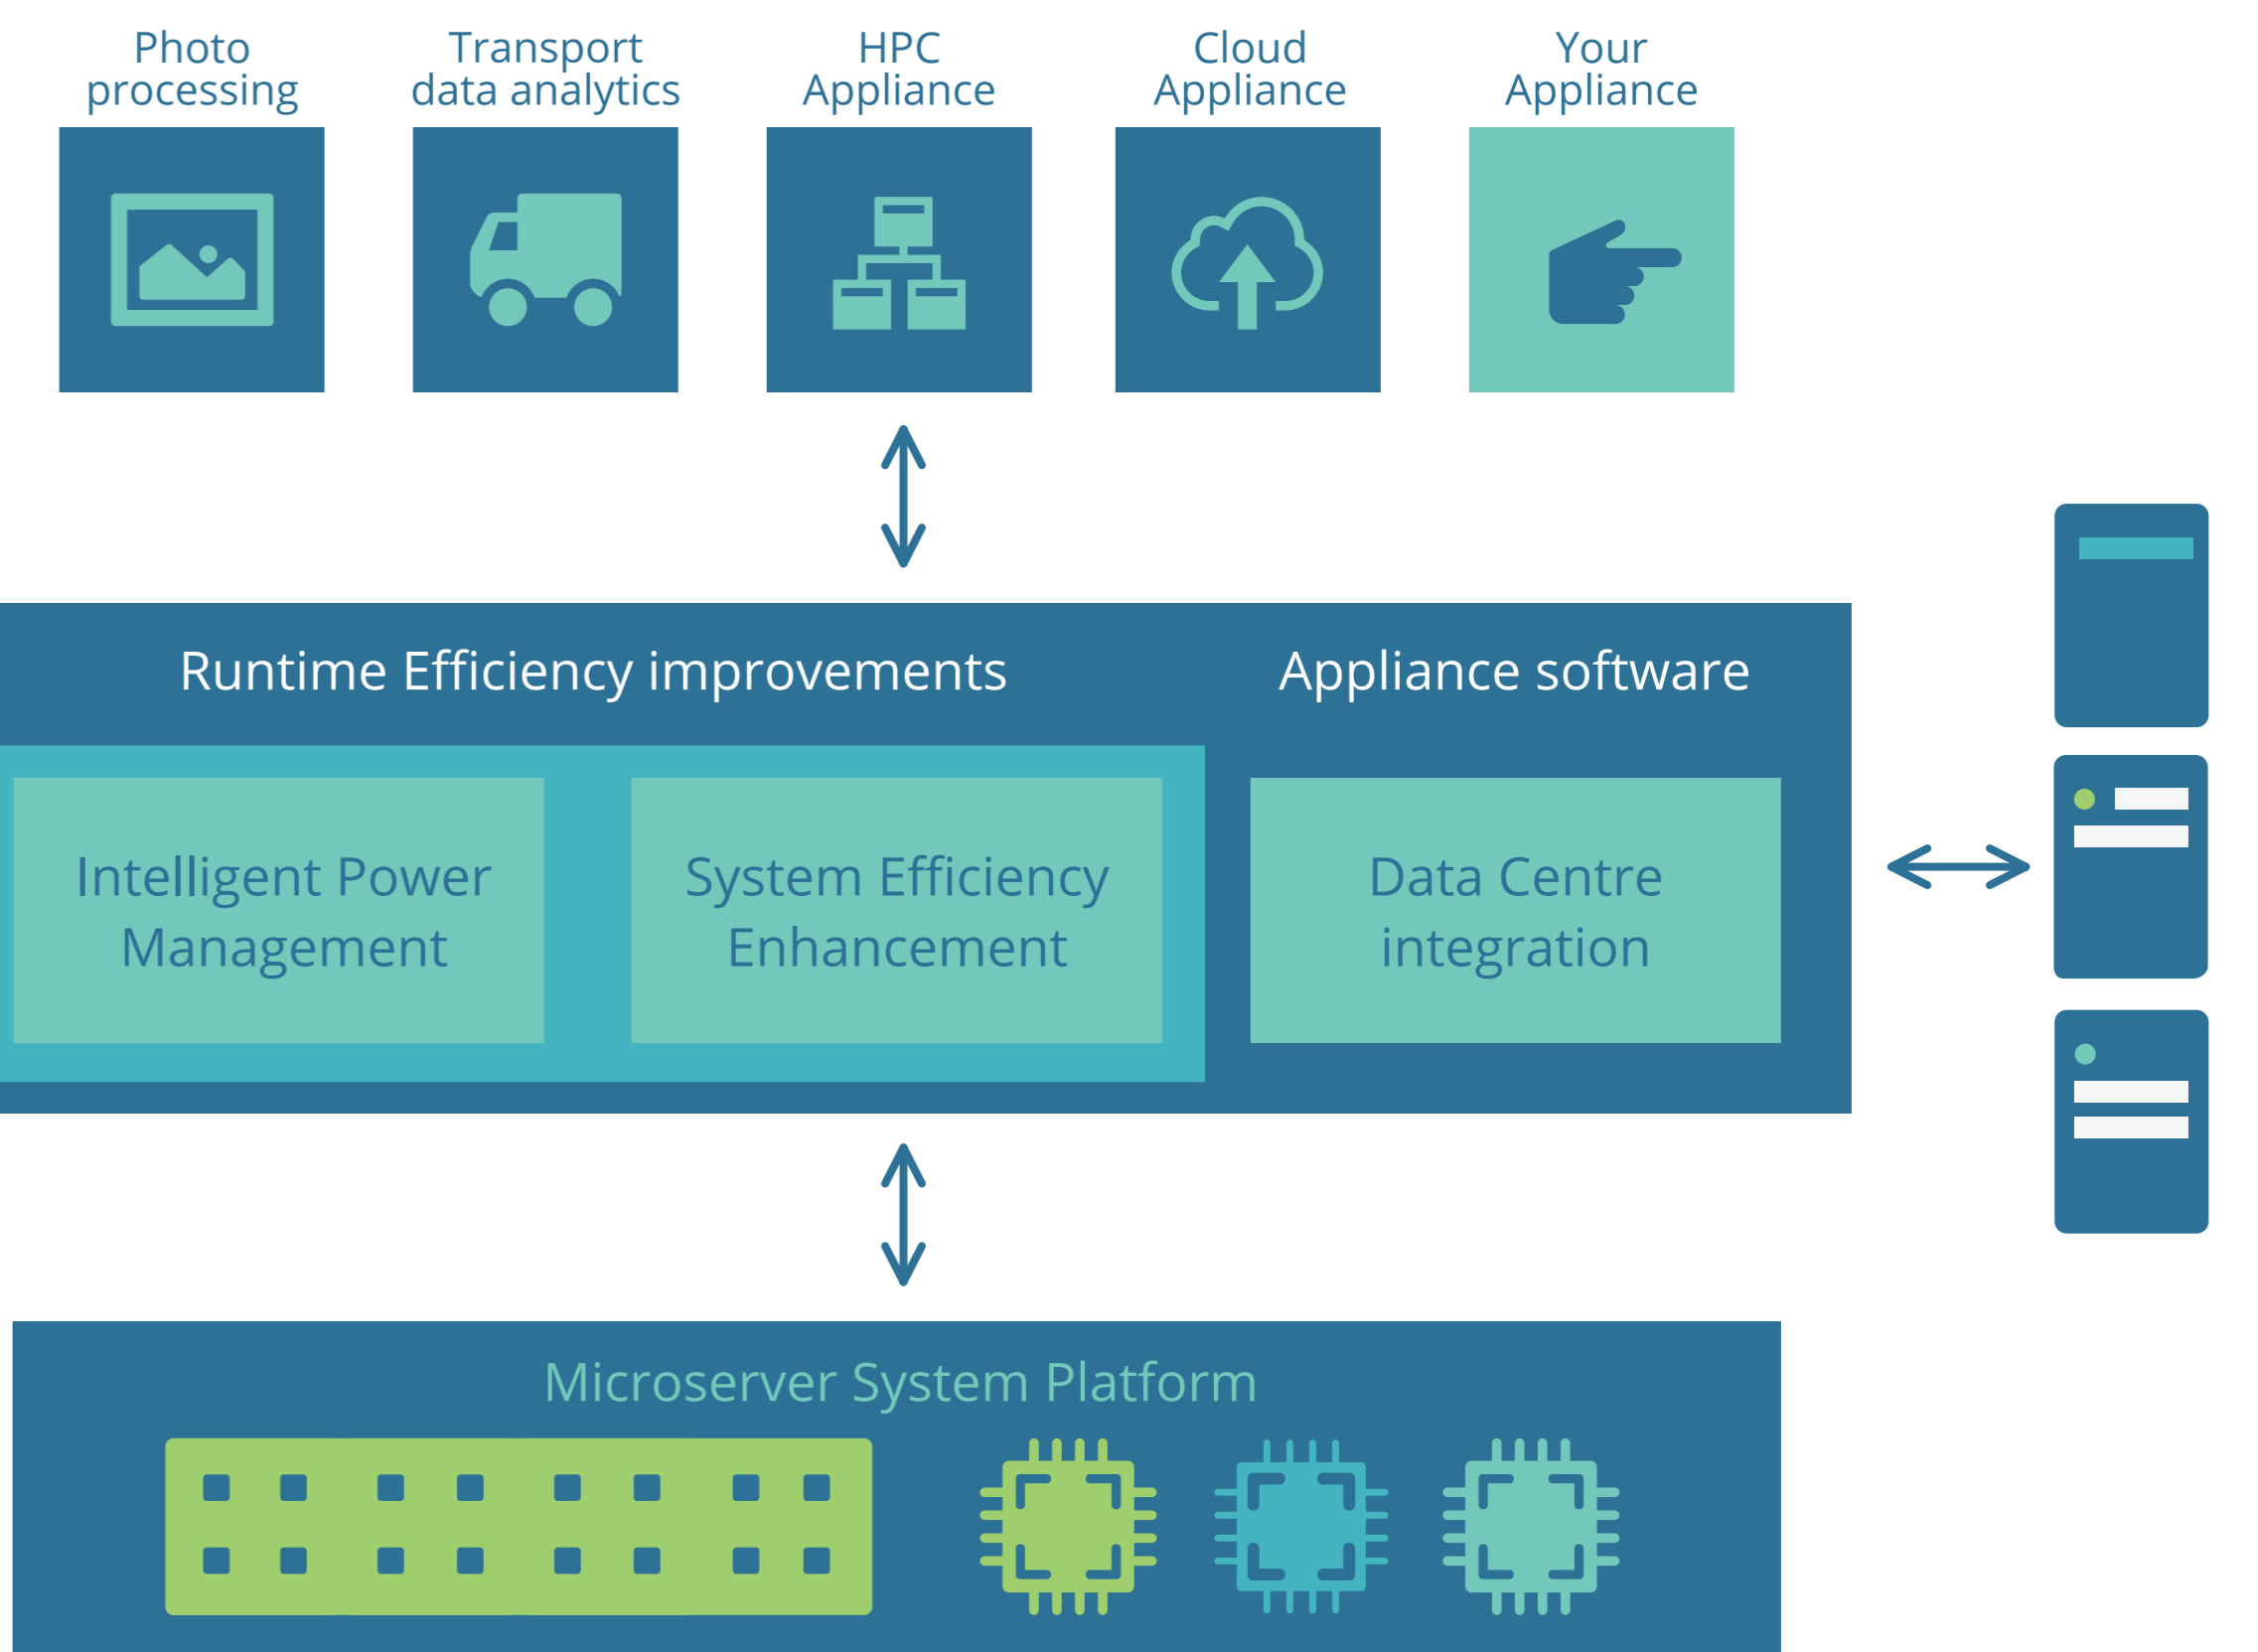 Photo
processing
Transport
data analytics
HPC
Appliance
Cloud
Appliance
Your
Appliance
Runtime Efficiency improvements
Appliance software
Intelligent Power
Management
System Efficiency
Enhancement
Data Centre
integration
Microserver System Platform